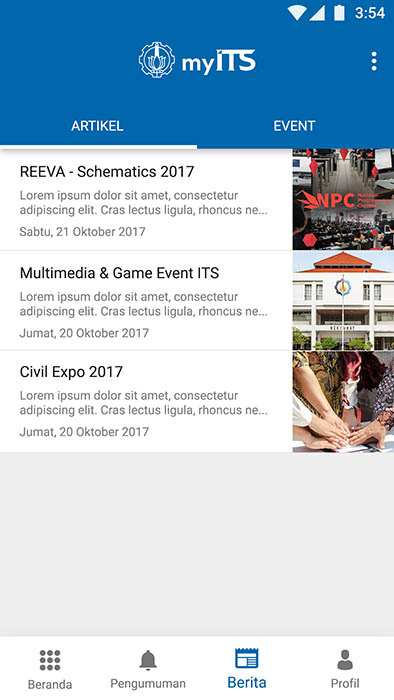 3:54
myITS
ARTIKEL
EVENT
REEVA - Schematics 2017
Lorem ipsum dolor sit amet, consectetur
adipiscing elit. Cras lectus ligula, rhoncus ne...
Sabtu, 21 Oktober 2017
NPC
Multimedia & Game Event ITS
Lorem ipsum dolor sit amet, consectetur
adipiscing elit. Cras lectus ligula, rhoncus ne...
Jumat, 20 Oktober 2017
Civil Expo 2017
Lorem ipsum dolor sit amet, consectetur
adipiscing elit. Cras lectus ligula, rhoncus ne...
Jumat, 20 Oktober 2017
Beranda
Pengumuman
Berita
Profil